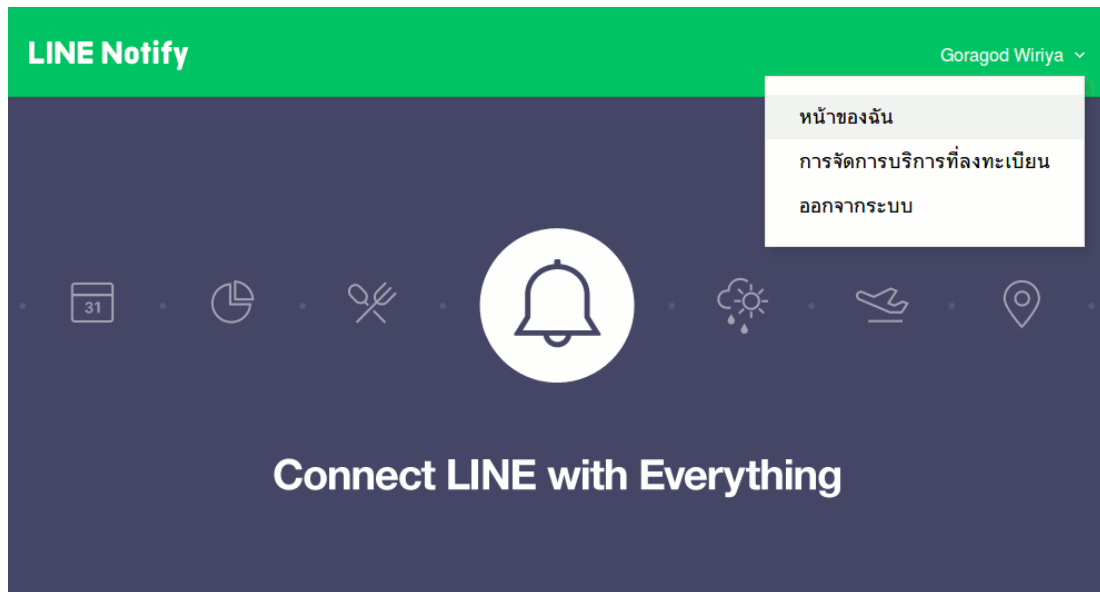 LINE Notify
Goragod Wiriya
หน้าของฉัน
การจัดการบริการที่ลงทะเบียน
ออกจากระบบ
31
Connect LINE with Everything